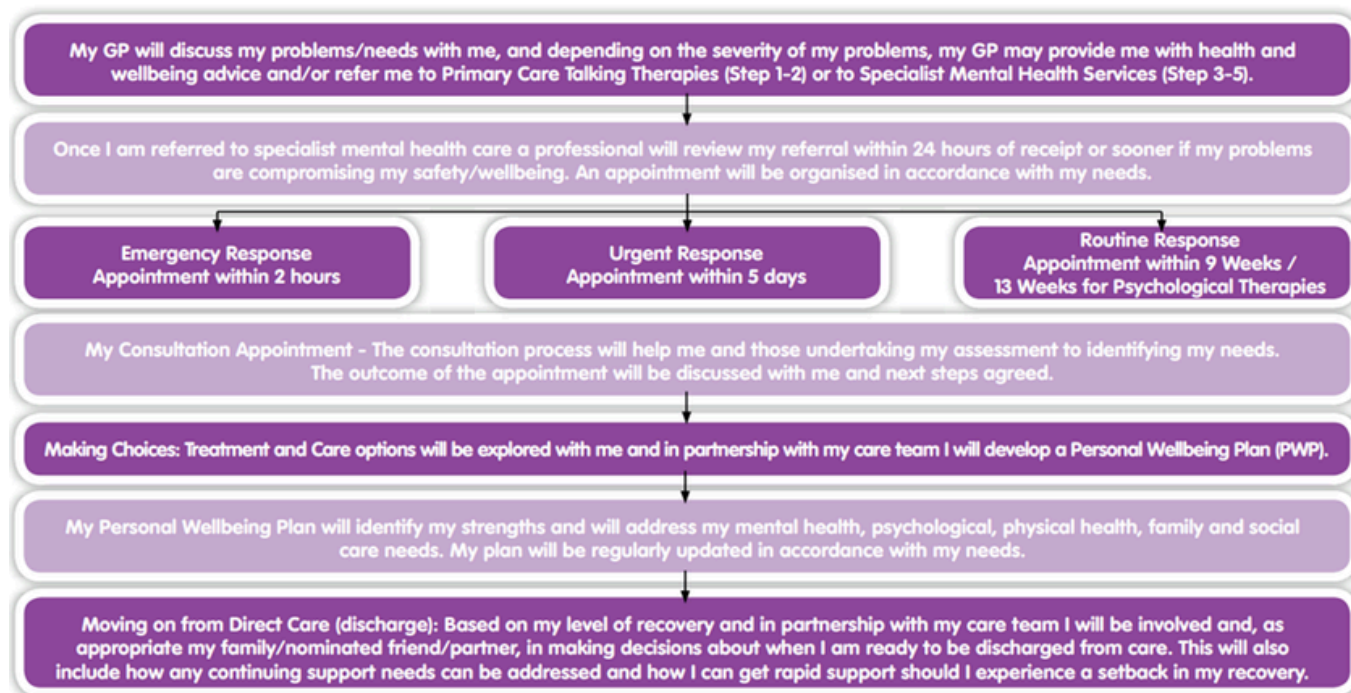 My GP will discuss my problems/needs with me, and depending on the severity of my problems, my GP may provide me with health and
wellbeing advice and/or refer me to Primary Care Talking Therapies (Step 1-2) or to Specialist Mental Health Services (Step 3-5).
Once I am referred to specialist mental health care a professional will review my referral within 24 hours of receipt or sooner if my problems
are compromising my safety/wellbeing. An appointment will be organised in accordance with my needs.
Emergency Response
Appointment within 2 hours
Urgent Response
Appointment within 5 days
Routine Response
Appointment within 9 Weeks /
13 Weeks for Psychological Therapies
My Consultation Appointment - The consultation process will help me and those undertaking my assessment to identifying my needs.
The outcome of the appointment will be discussed with me and next steps agreed.
Making Choices: Treatment and Care options will be explored with me and in partnership with my care team I will develop a Personal Wellbeing Plan (PWP).
My Personal Wellbeing Plan will identify my strengths and will address my mental health, psychological, physical health, family and social
care needs. My plan will be regularly updated in accordance with my needs.
Moving on from Direct Care (discharge): Based on my level of recovery and in partnership with my care team I will be involved and, as
appropriate my family/nominated friend/partner, in making decisions about when I am ready to be discharged from care. This will also
include how any continuing support needs can be addressed and how I can get rapid support should I experience a setback in my recovery.